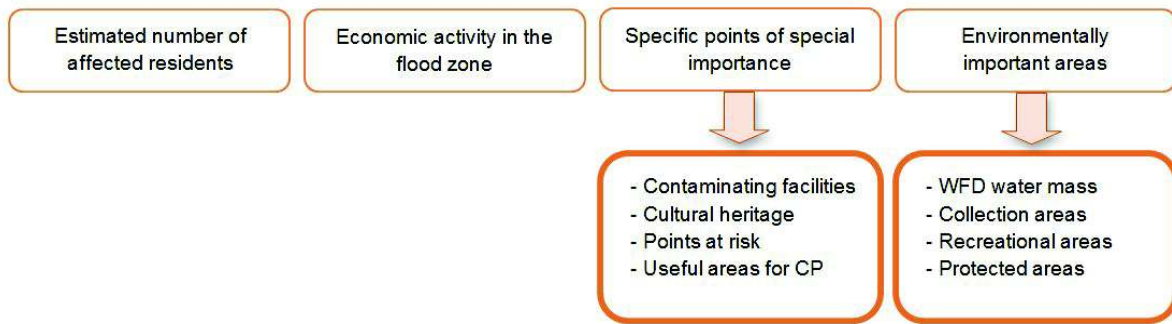 Estimated number of
affected residents
Economic activity in the
flood zone
Specific points of special
importance
Environmentally
important areas
- Contaminating facilities
- Cultural heritage
- Points at risk
- Useful areas for CP
- WFD water mass
- Collection areas
- Recreational areas
- Protected areas